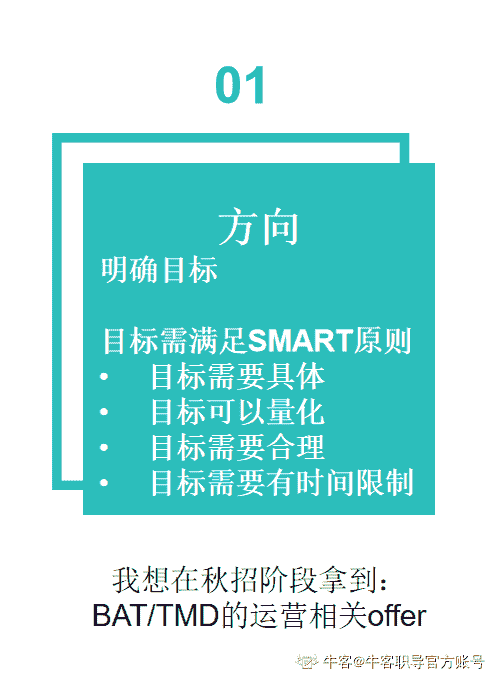 01
方向
明确目标
目标需满足SMART原则
• 目标需要具体
• 目标可以量化
• 目标需要合理
• 目标需要有时间限制
我想在秋招阶段拿到：
BAT/TMD的运营相关offer
牛客@牛客职导官方账号